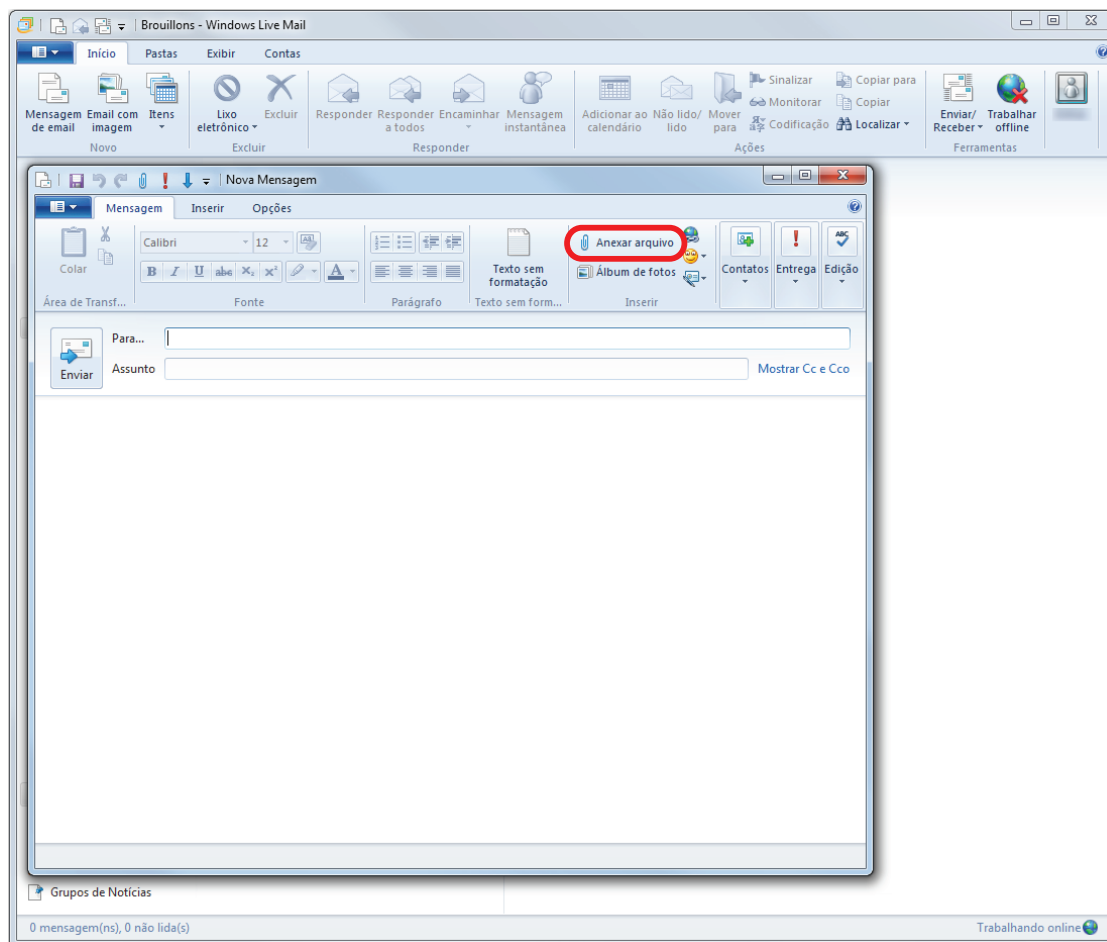 Brouillons - Windows Live Mail
Início Pastas Exibir Contas
Mensagem de email
Email com imagem
Itens
Novo
Lixo eletrônico
Excluir
Excluir
Responder
Responder a todos
Encaminhar
Mensagem instantânea
Responder
Adicionar ao calendário
Não lido/ lido
Mover para
Sinalizar
Monitorar
Codificação
Copiar para
Copiar
Localizar
Ações
Enviar/ Receber
Trabalhar offline
Ferramentas
Nova Mensagem
Mensagem Inserir Opções
Colar
Área de Transf...
Calibri 12
B I U abc X₂ X² A
Fonte
Parágrafo
Texto sem formatação
Texto sem form...
Anexar arquivo
Álbum de fotos
Inserir
Contatos
Entrega
ABC
Edição
Enviar
Para...
Assunto
Mostrar Cc e Cco
Grupos de Notícias
0 mensagem(ns), 0 não lida(s)
Trabalhando online